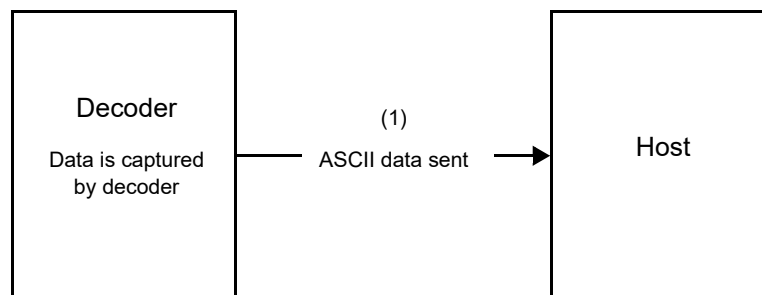 Decoder
Data is captured
by decoder
(1)
ASCII data sent
Host